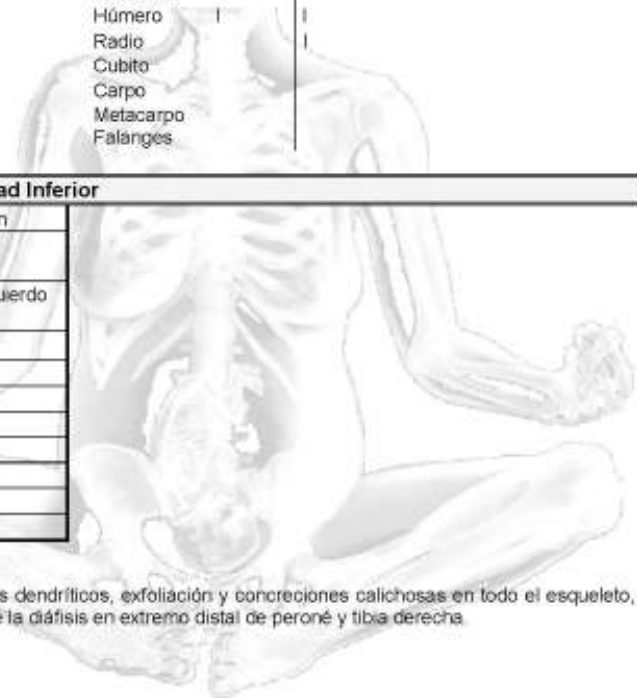 Húmero | |
Radio |
Cubito
Carpo
Metacarpo
Falanges
ad Inferior
n
uierdo
s dendríticos, exfoliación y concreciones calichosas en todo el esqueleto,
e la diáfisis en extremo distal de peroné y tibia derecha.